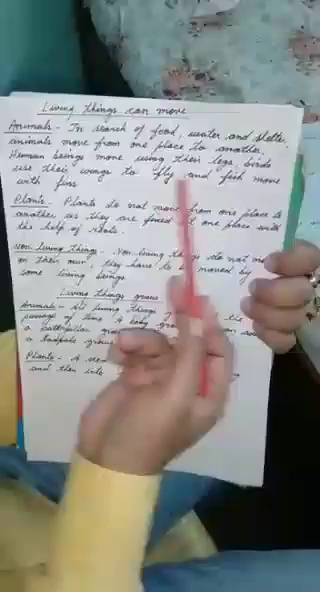 Living things can move
Animals - In search of food, water and shelter,
animals move from one place to another.
Human beings move using their legs, birds
use their wings to fly and fish move
with fins
Plants - Plants do not move from one place to
another as they are fixed at one place with
the help of roots.
Non living things - Non living things do not move
on their own, they have to be moved by
some living beings.
Living things grow
Animals - All living things
passage of time. A baby
a caterpillar
a tadpole grows
Plants - A
and then into